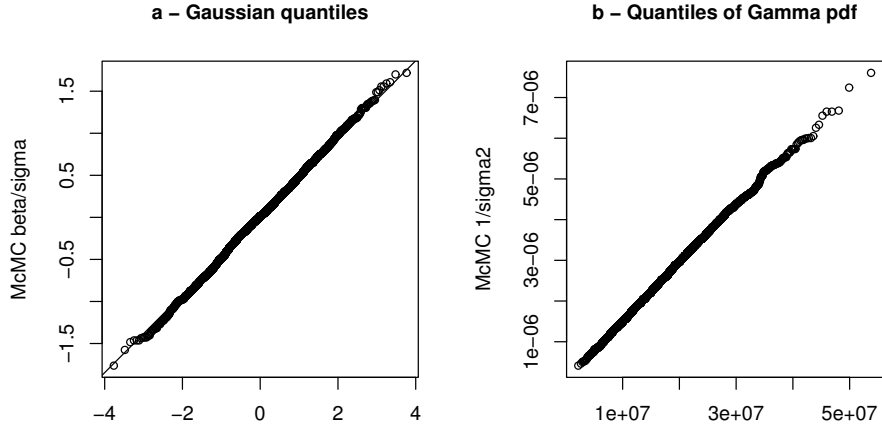 a – Gaussian quantiles
McMC beta/sigma
1.5
0.5
−0.5
−1.5
−4
−2
0
2
4
b – Quantiles of Gamma pdf
McMC 1/sigma2
7e−06
5e−06
3e−06
1e−06
1e+07
3e+07
5e+07